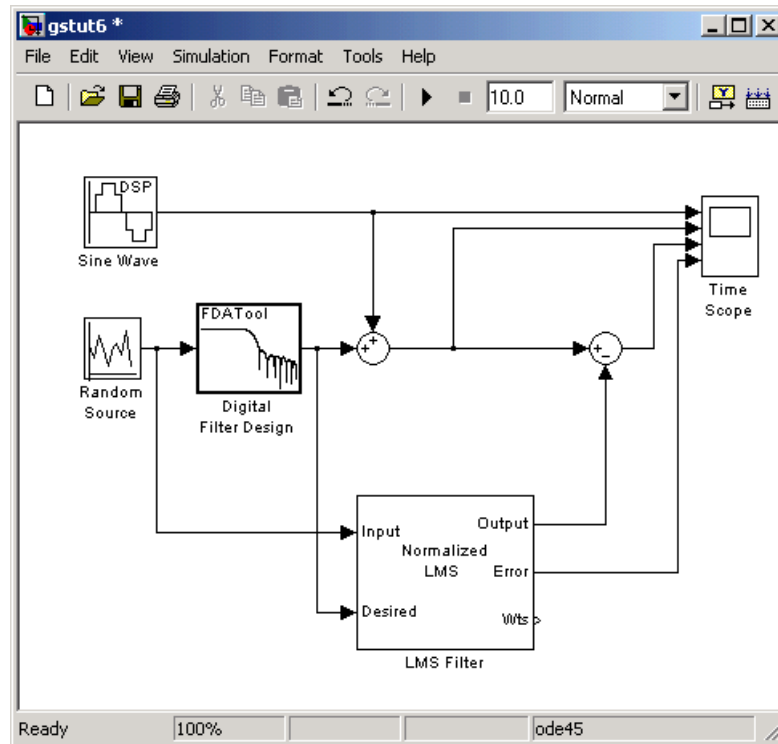 gstut6 *
File Edit View Simulation Format Tools Help
10.0 Normal
DSP
Sine Wave
Time
Scope
FDATool
+
+
+
-
Random
Source
Digital
Filter Design
Input
Output
Normalized
LMS
Error
Desired
Wts
LMS Filter
Ready 100% ode45